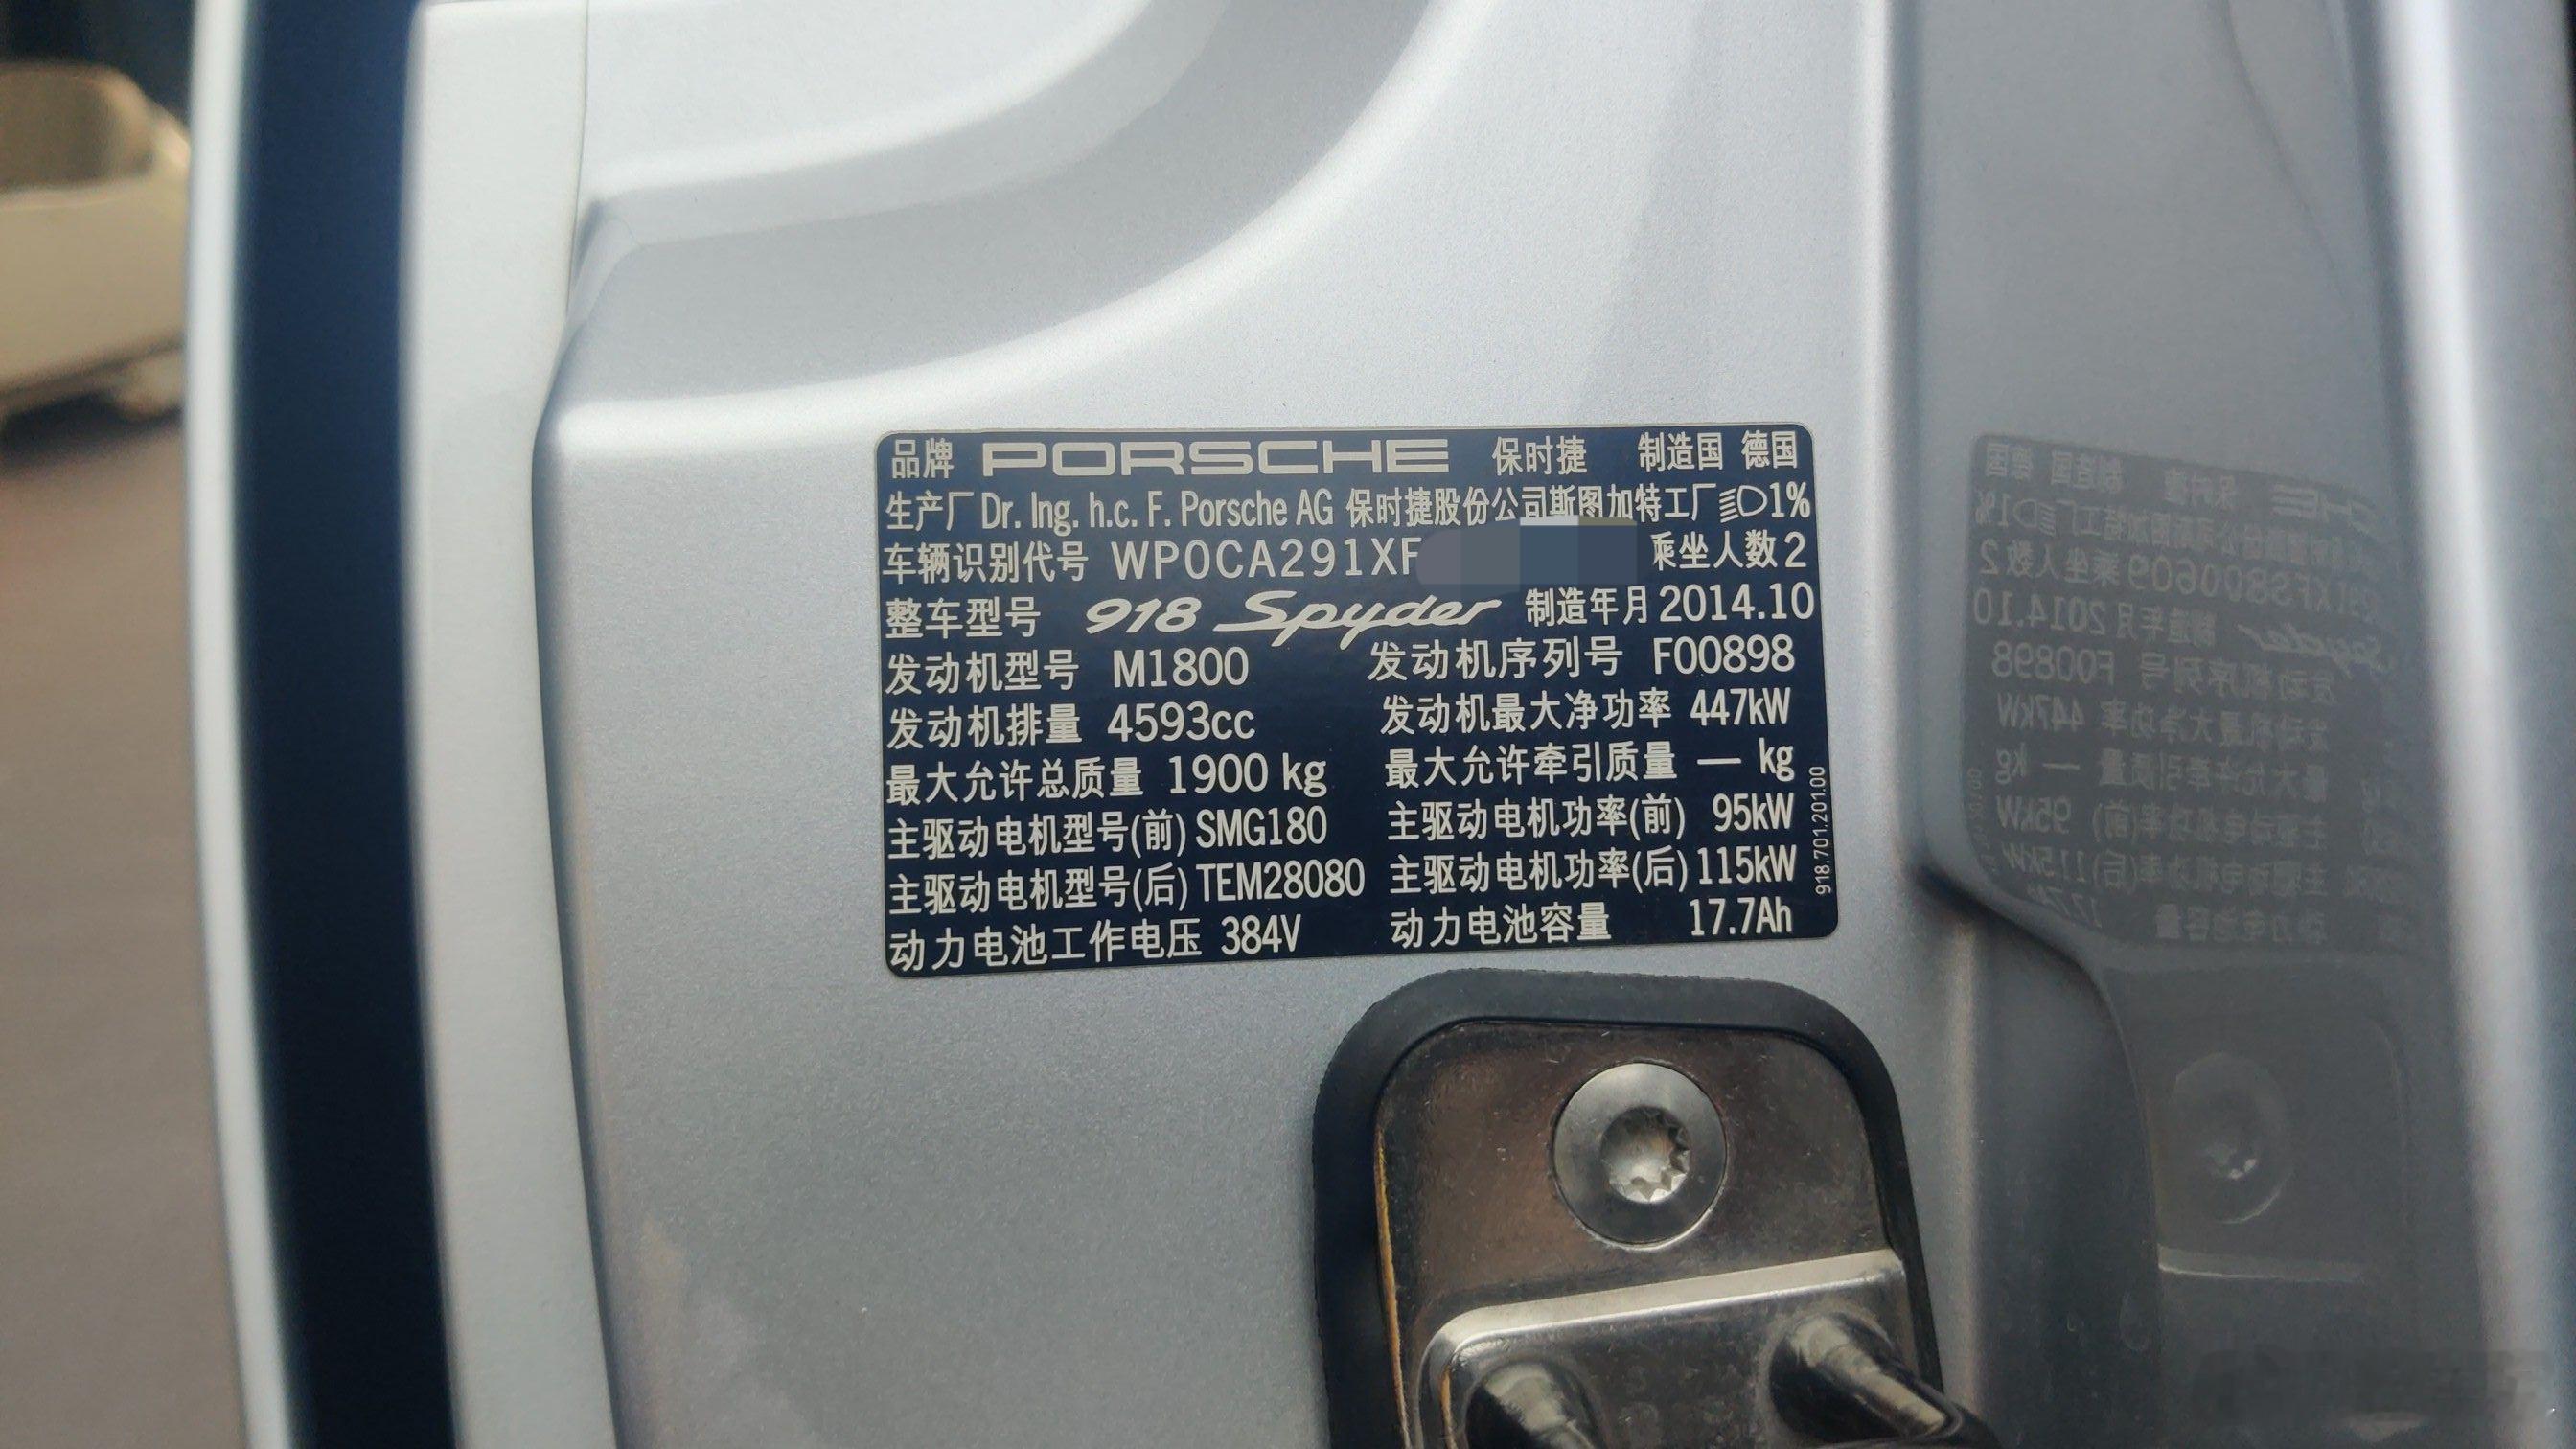 品牌 PORSCHE 保时捷 制造国 德国
生产厂 Dr. Ing. h.c. F. Porsche AG 保时捷股份公司斯图加特工厂 1%
车辆识别代号 WP0CA291XF 乘坐人数 2
整车型号 918 Spyder 制造年月 2014.10
发动机型号 M1800 发动机序列号 F00898
发动机排量 4593cc 发动机最大净功率 447kW
最大允许总质量 1900 kg 最大允许牵引质量 — kg
主驱动电机型号(前) SMG180 主驱动电机功率(前) 95kW
主驱动电机型号(后) TEM28080 主驱动电机功率(后) 115kW
动力电池工作电压 384V 动力电池容量 17.7Ah
918.701.201.00